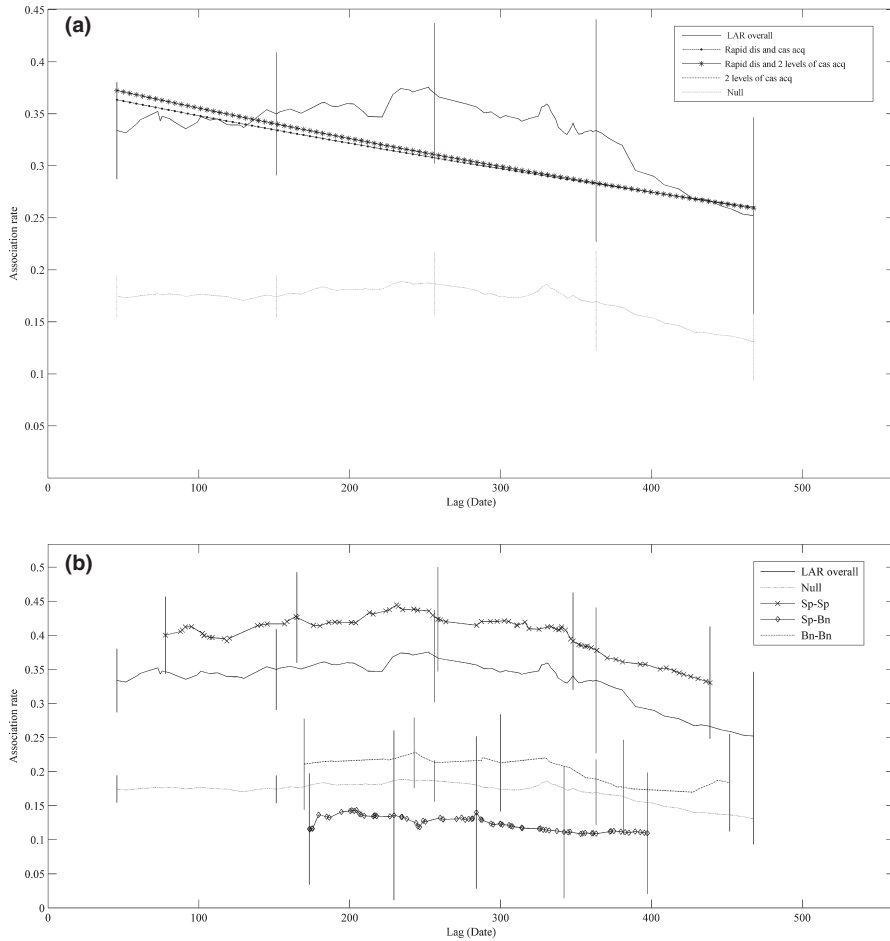 (a)
0.45
0.4
0.35
0.3
0.25
0.2
0.15
0.1
0.05
Association rate
LAR overall
Rapid dis and cas acq
Rapid dis and 2 levels of cas acq
2 levels of cas acq
Null
0
100
200
300
400
500
Lag (Date)
(b)
0.5
0.45
0.4
0.35
0.3
0.25
0.2
0.15
0.1
0.05
0
Association rate
LAR overall
Null
Sp-Sp
Sp-Bn
Bn-Bn
0
100
200
300
400
500
Lag (Date)